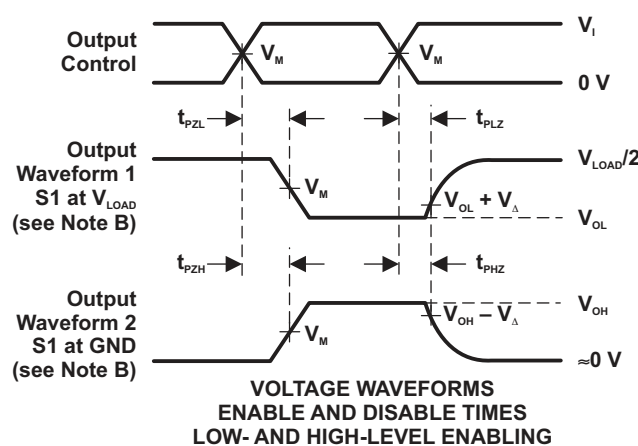 Output
Control
V_M
V_M
V_I
0 V
t_PZL
t_PLZ
Output
Waveform 1
S1 at V_LOAD
(see Note B)
V_M
V_LOAD/2
V_OL + V_Δ
V_OL
t_PZH
t_PHZ
Output
Waveform 2
S1 at GND
(see Note B)
V_M
V_OH
V_OH – V_Δ
≈0 V
VOLTAGE WAVEFORMS
ENABLE AND DISABLE TIMES
LOW- AND HIGH-LEVEL ENABLING